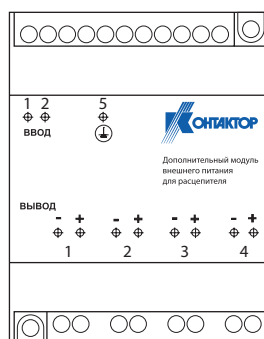 1 2 5
ВВОД
КОНТАКТОР
Дополнительный модуль
внешнего питания
для расцепителя
ВЫВОД
- + - + - + - +
1 2 3 4